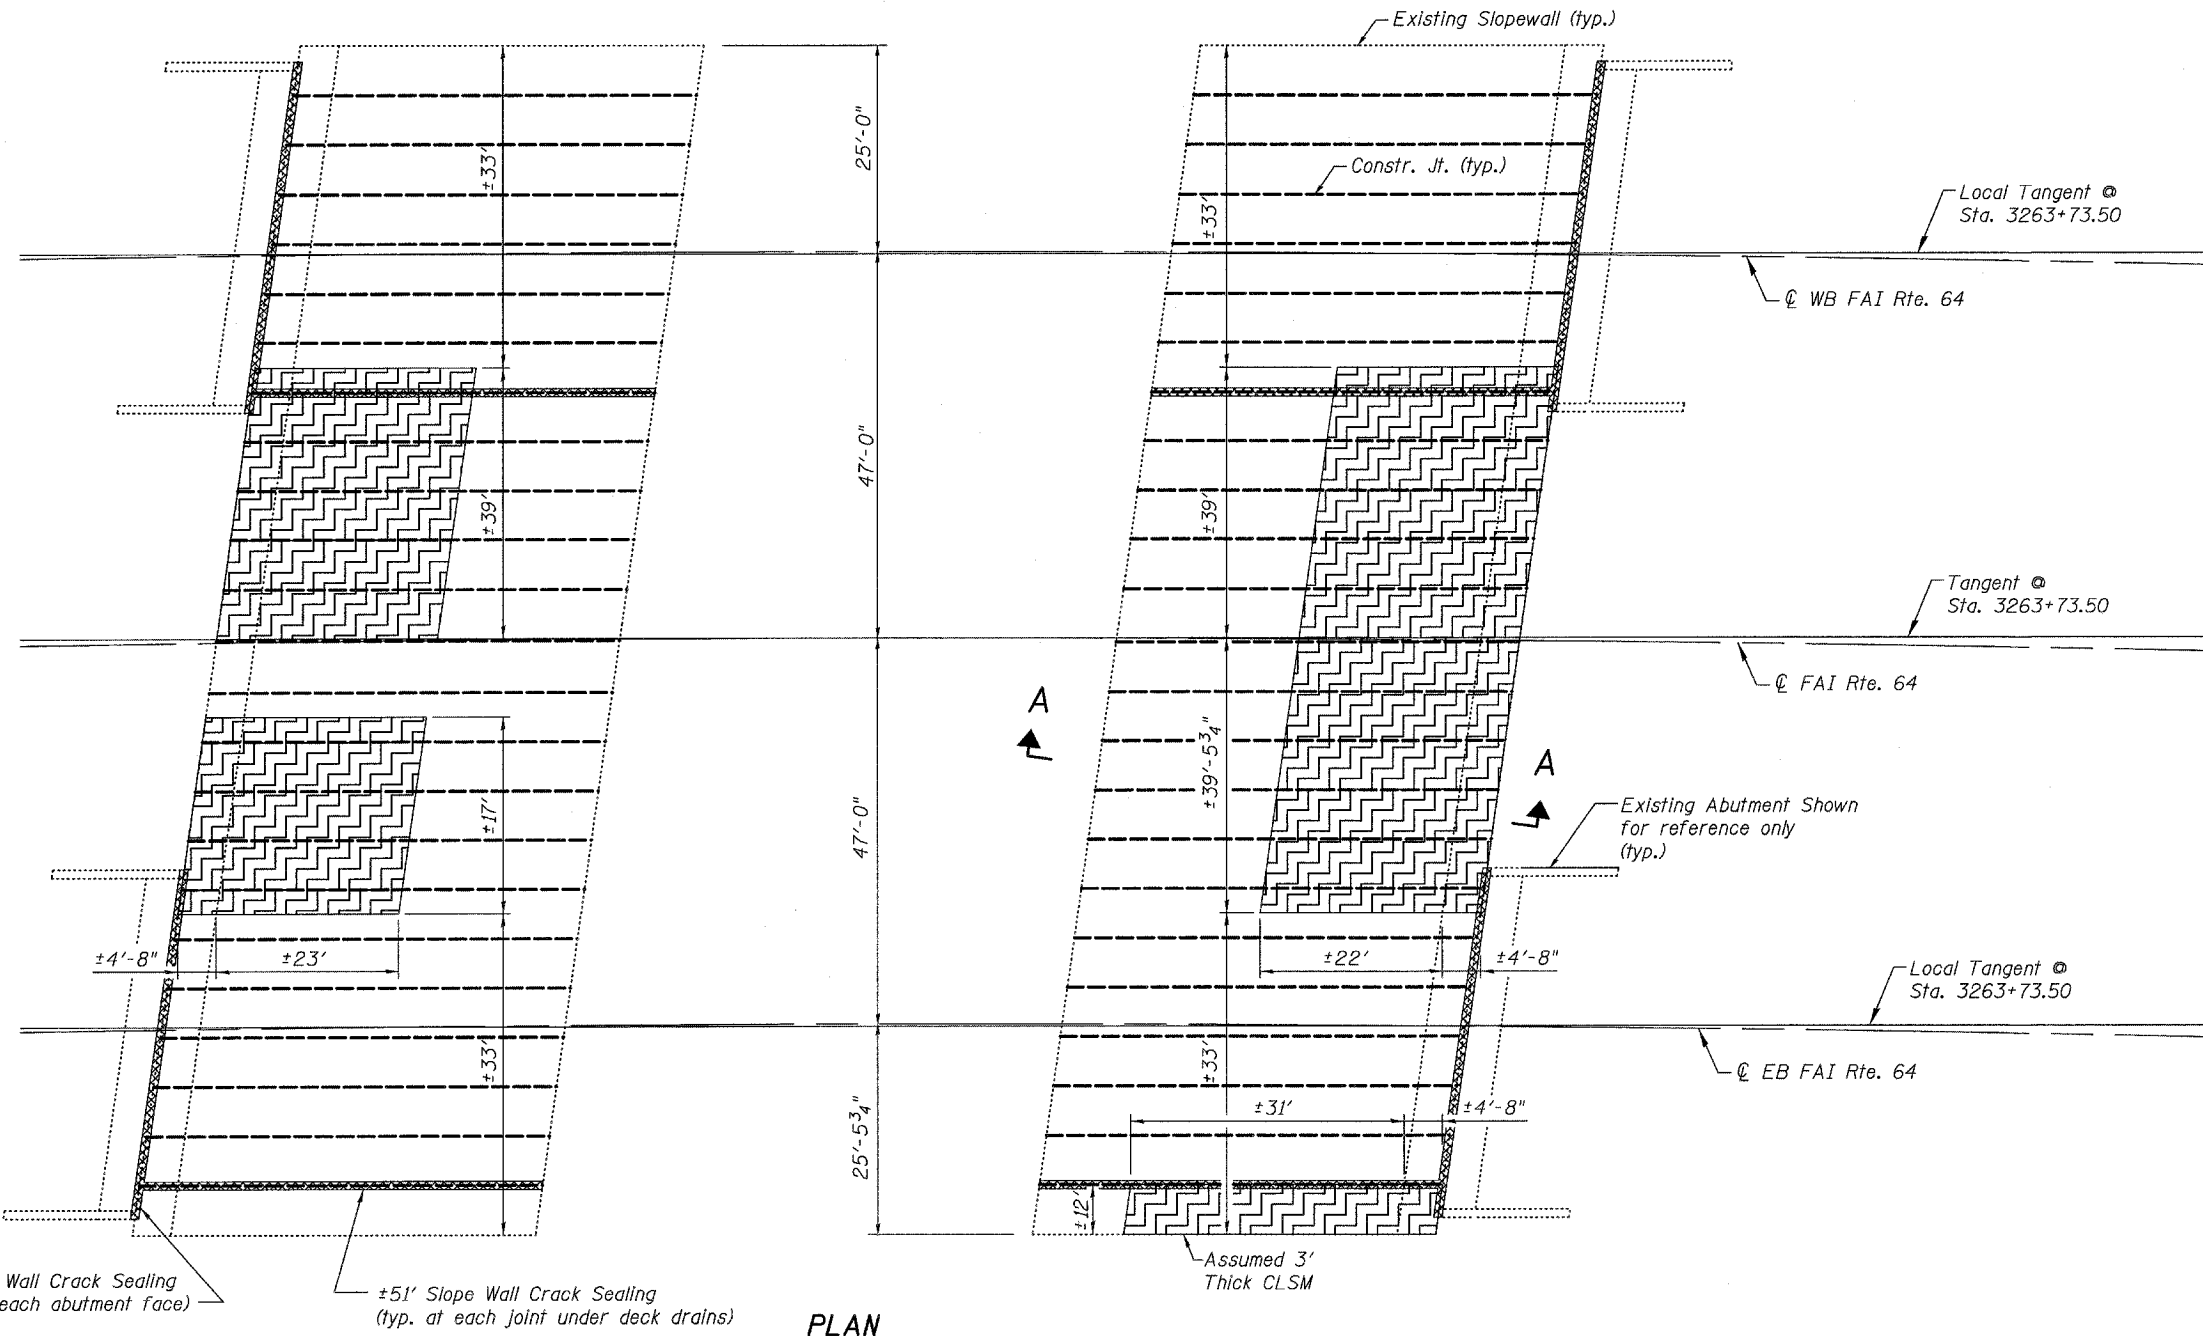 Existing Slopewall (typ.)
25'-0"
±33'
±33'
Constr. Jt. (typ.)
Local Tangent @
Sta. 3263+73.50
℄ WB FAI Rte. 64
47'-0"
±39'
±39'
Tangent @
Sta. 3263+73.50
℄ FAI Rte. 64
A
A
47'-0"
±17'
±39'-5¾"
Existing Abutment Shown
for reference only
(typ.)
±4'-8"
±23'
±22'
±4'-8"
Local Tangent @
Sta. 3263+73.50
℄ EB FAI Rte. 64
±33'
±33'
25'-5¾"
±31'
±4'-8"
±12'
Assumed 3'
Thick CLSM
Wall Crack Sealing
each abutment face)
±51' Slope Wall Crack Sealing
(typ. at each joint under deck drains)
PLAN